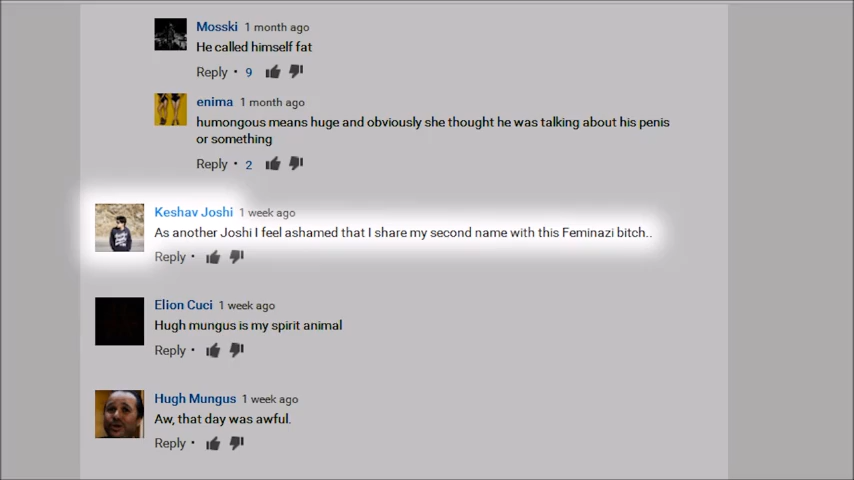 Mosski 1 month ago
He called himself fat
Reply • 9
enima 1 month ago
humongous means huge and obviously she thought he was talking about his penis
or something
Reply • 2
Keshav Joshi 1 week ago
As another Joshi I feel ashamed that I share my second name with this Feminazi bitch..
Reply •
Elion Cuci 1 week ago
Hugh mungus is my spirit animal
Reply •
Hugh Mungus 1 week ago
Aw, that day was awful.
Reply •